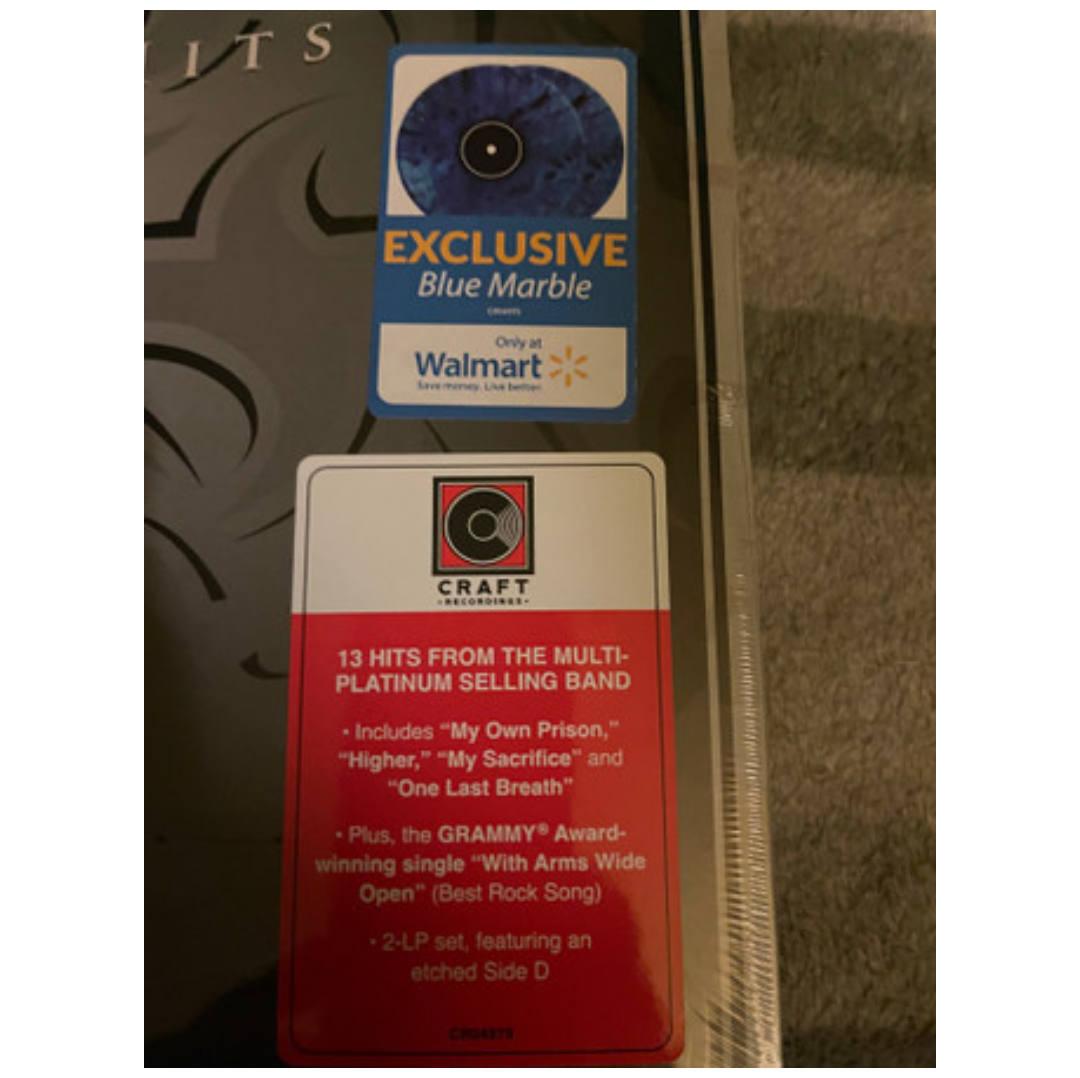 HITS
EXCLUSIVE
Blue Marble
Only at
Walmart
Save money. Live better.
CRAFT
•RECORDINGS•
13 HITS FROM THE MULTI-
PLATINUM SELLING BAND
• Includes “My Own Prison,”
“Higher,” “My Sacrifice” and
“One Last Breath”
• Plus, the GRAMMY® Award-
winning single “With Arms Wide
Open” (Best Rock Song)
• 2-LP set, featuring an
etched Side D